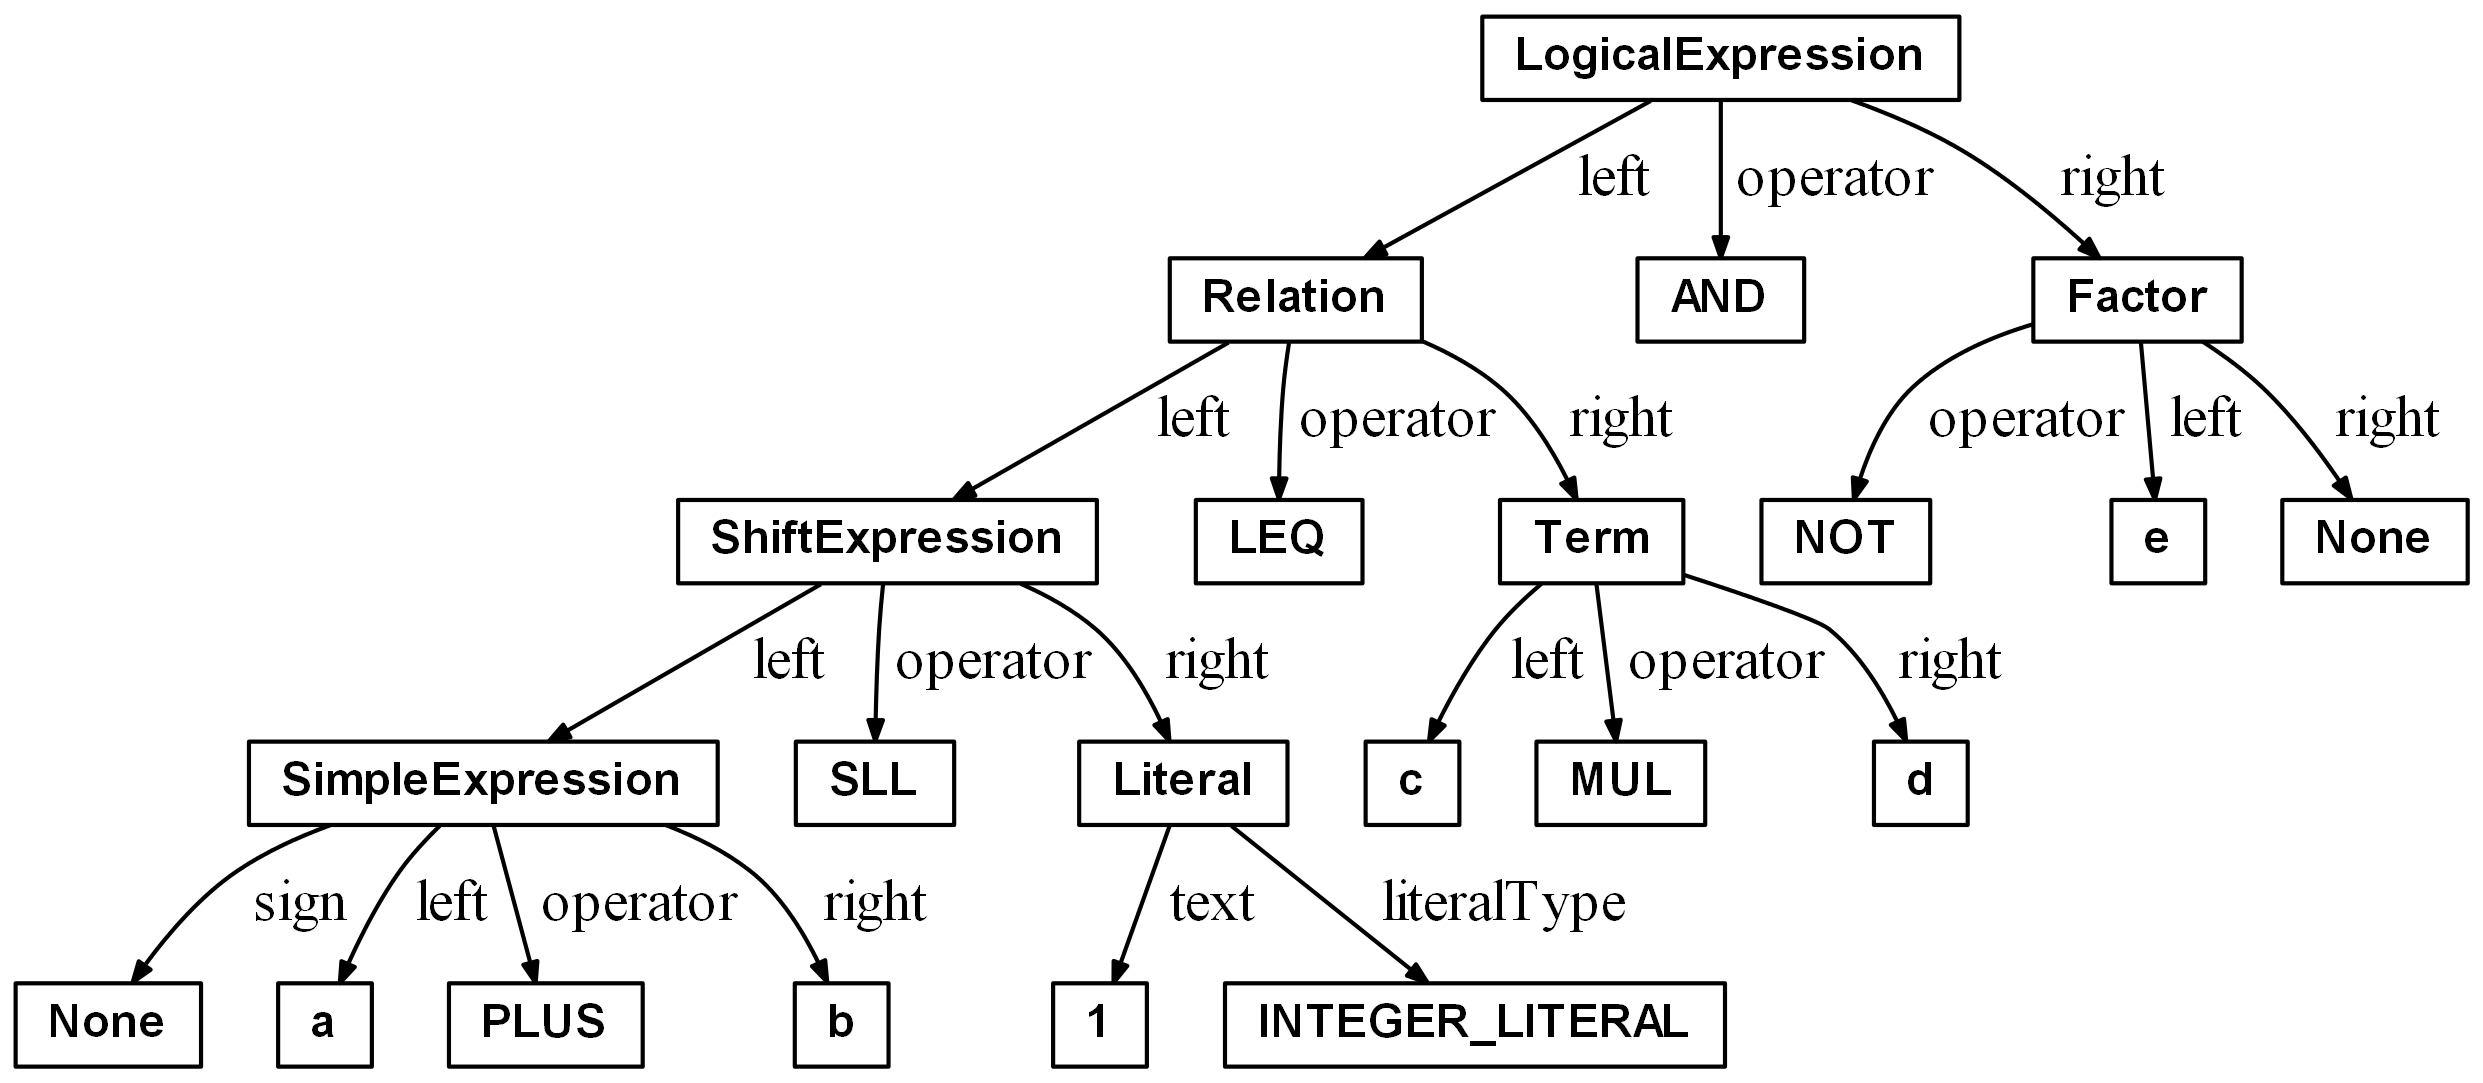 LogicalExpression
left operator right
Relation AND Factor
left operator right operator left right
ShiftExpression LEQ Term NOT e None
left operator right left operator right
SimpleExpression SLL Literal c MUL d
sign left operator right text literalType
None a PLUS b 1 INTEGER_LITERAL